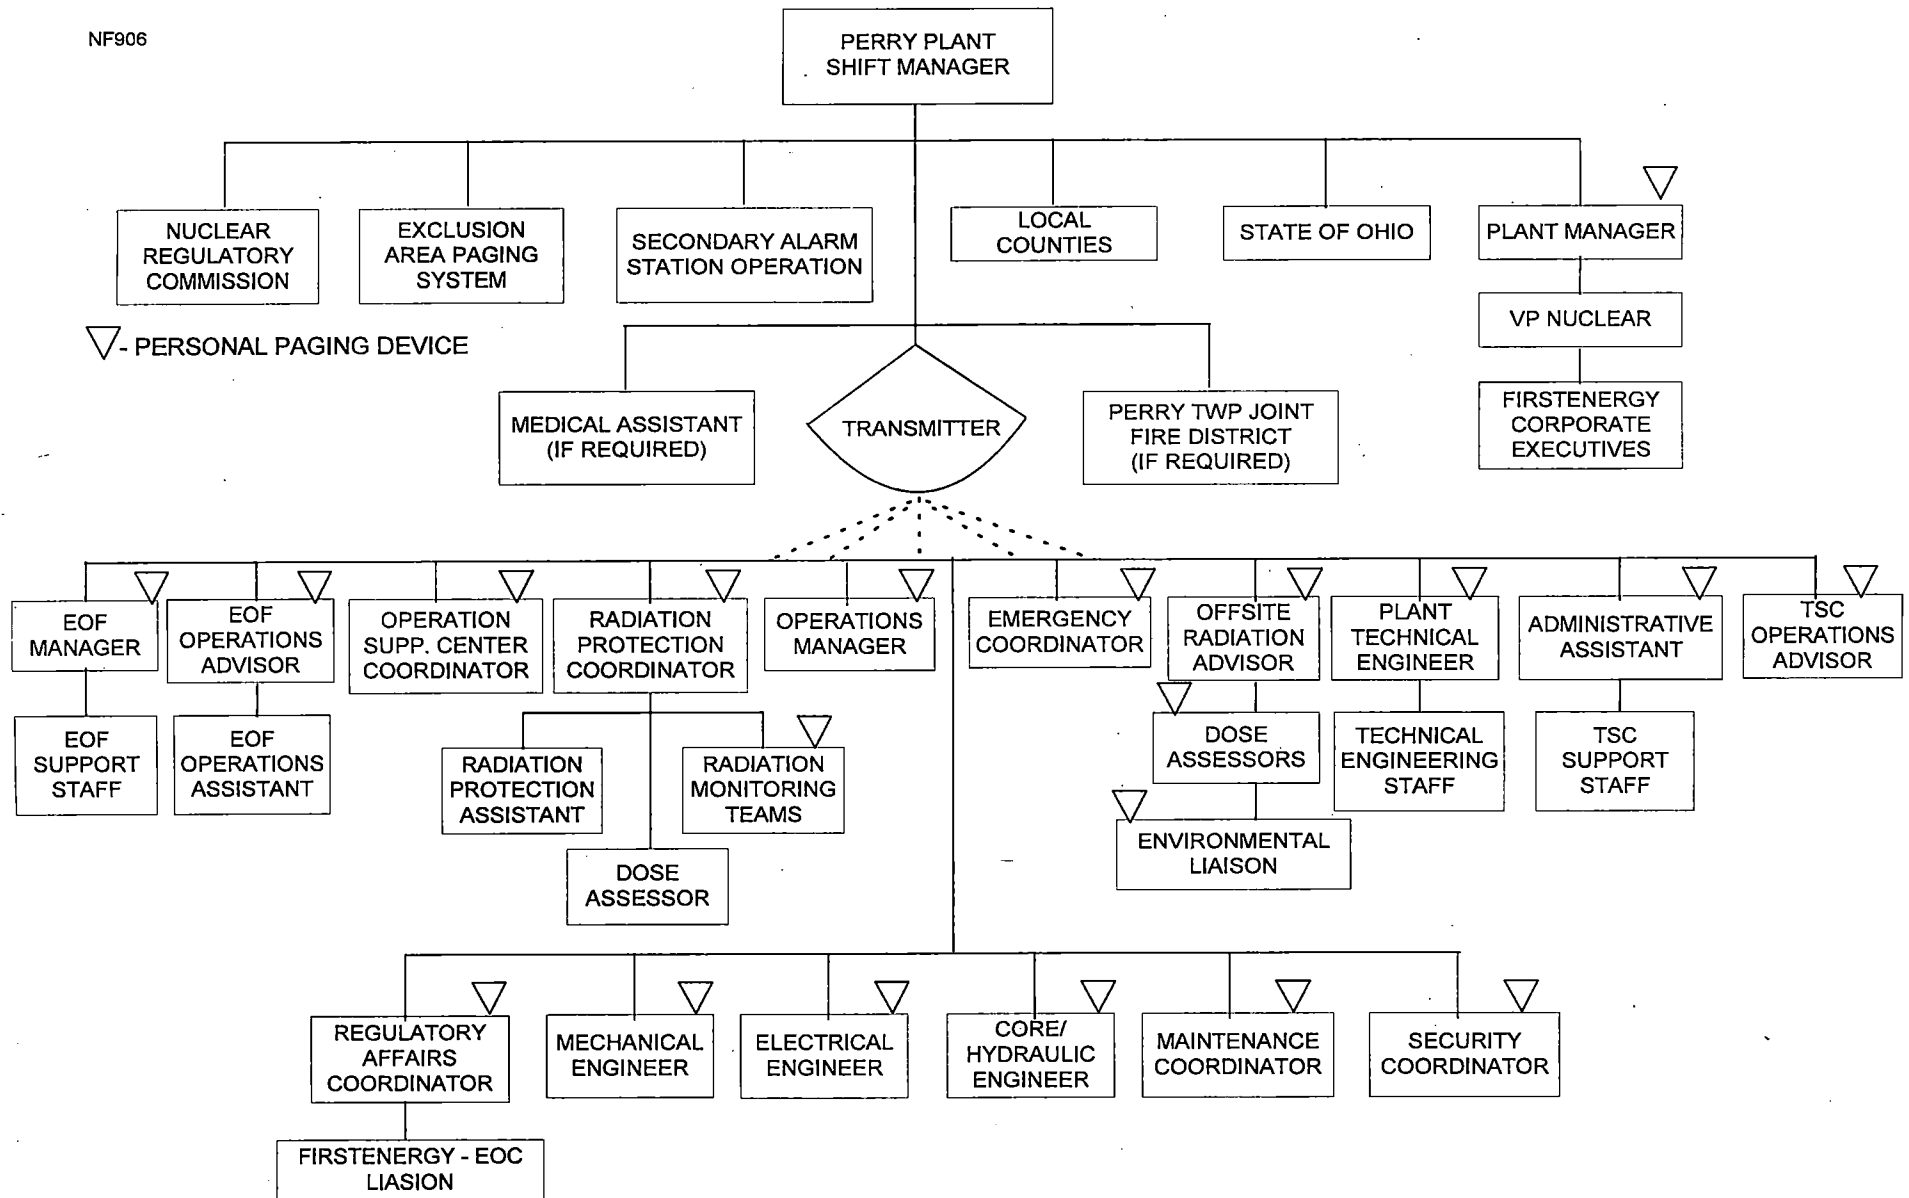 NF906
PERRY PLANT
SHIFT MANAGER
NUCLEAR
REGULATORY
COMMISSION
EXCLUSION
AREA PAGING
SYSTEM
SECONDARY ALARM
STATION OPERATION
LOCAL
COUNTIES
STATE OF OHIO
PLANT MANAGER
VP NUCLEAR
FIRSTENERGY
CORPORATE
EXECUTIVES
- PERSONAL PAGING DEVICE
MEDICAL ASSISTANT
(IF REQUIRED)
TRANSMITTER
PERRY TWP JOINT
FIRE DISTRICT
(IF REQUIRED)
EOF
MANAGER
EOF
OPERATIONS
ADVISOR
OPERATION
SUPP. CENTER
COORDINATOR
RADIATION
PROTECTION
COORDINATOR
OPERATIONS
MANAGER
EMERGENCY
COORDINATOR
OFFSITE
RADIATION
ADVISOR
PLANT
TECHNICAL
ENGINEER
ADMINISTRATIVE
ASSISTANT
TSC
OPERATIONS
ADVISOR
EOF
SUPPORT
STAFF
EOF
OPERATIONS
ASSISTANT
RADIATION
PROTECTION
ASSISTANT
RADIATION
MONITORING
TEAMS
DOSE
ASSESSOR
DOSE
ASSESSORS
ENVIRONMENTAL
LIAISON
TECHNICAL
ENGINEERING
STAFF
TSC
SUPPORT
STAFF
REGULATORY
AFFAIRS
COORDINATOR
MECHANICAL
ENGINEER
ELECTRICAL
ENGINEER
CORE/
HYDRAULIC
ENGINEER
MAINTENANCE
COORDINATOR
SECURITY
COORDINATOR
FIRSTENERGY - EOC
LIASION